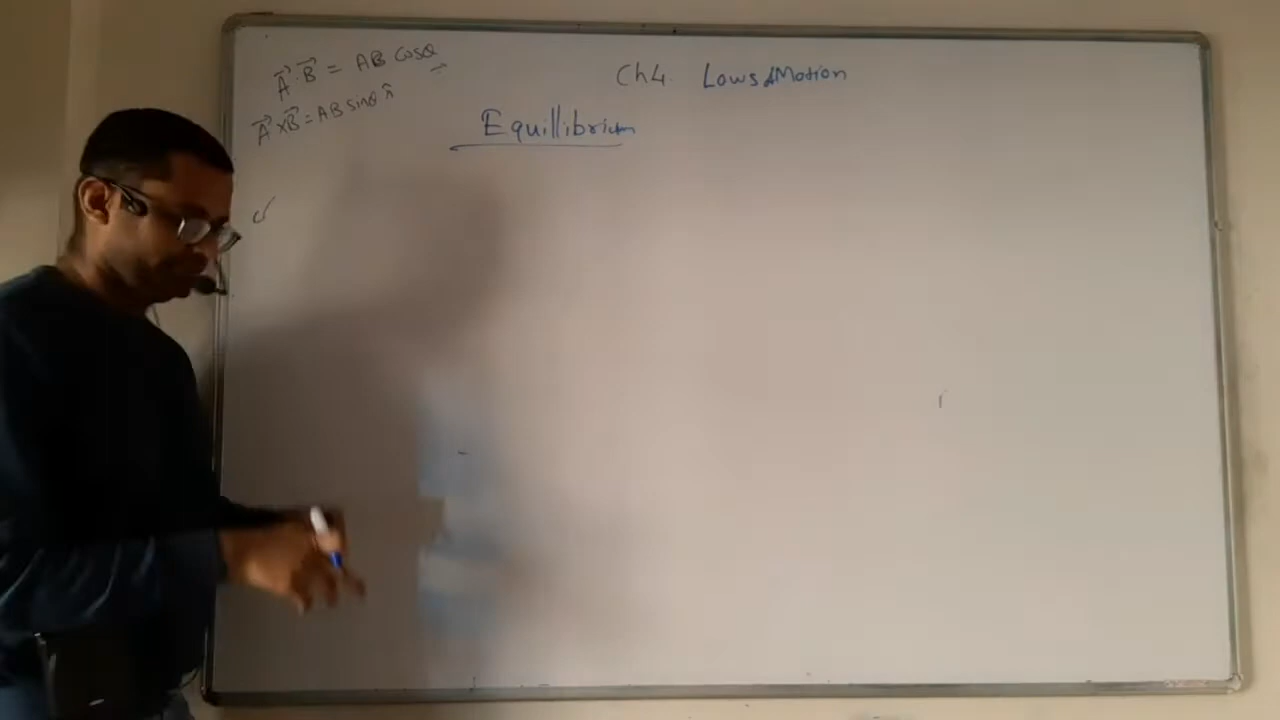 A⃗·B⃗ = AB cosθ
A⃗×B⃗ = AB sinθ n̂
Ch4 Laws of Motion
Equillibrium